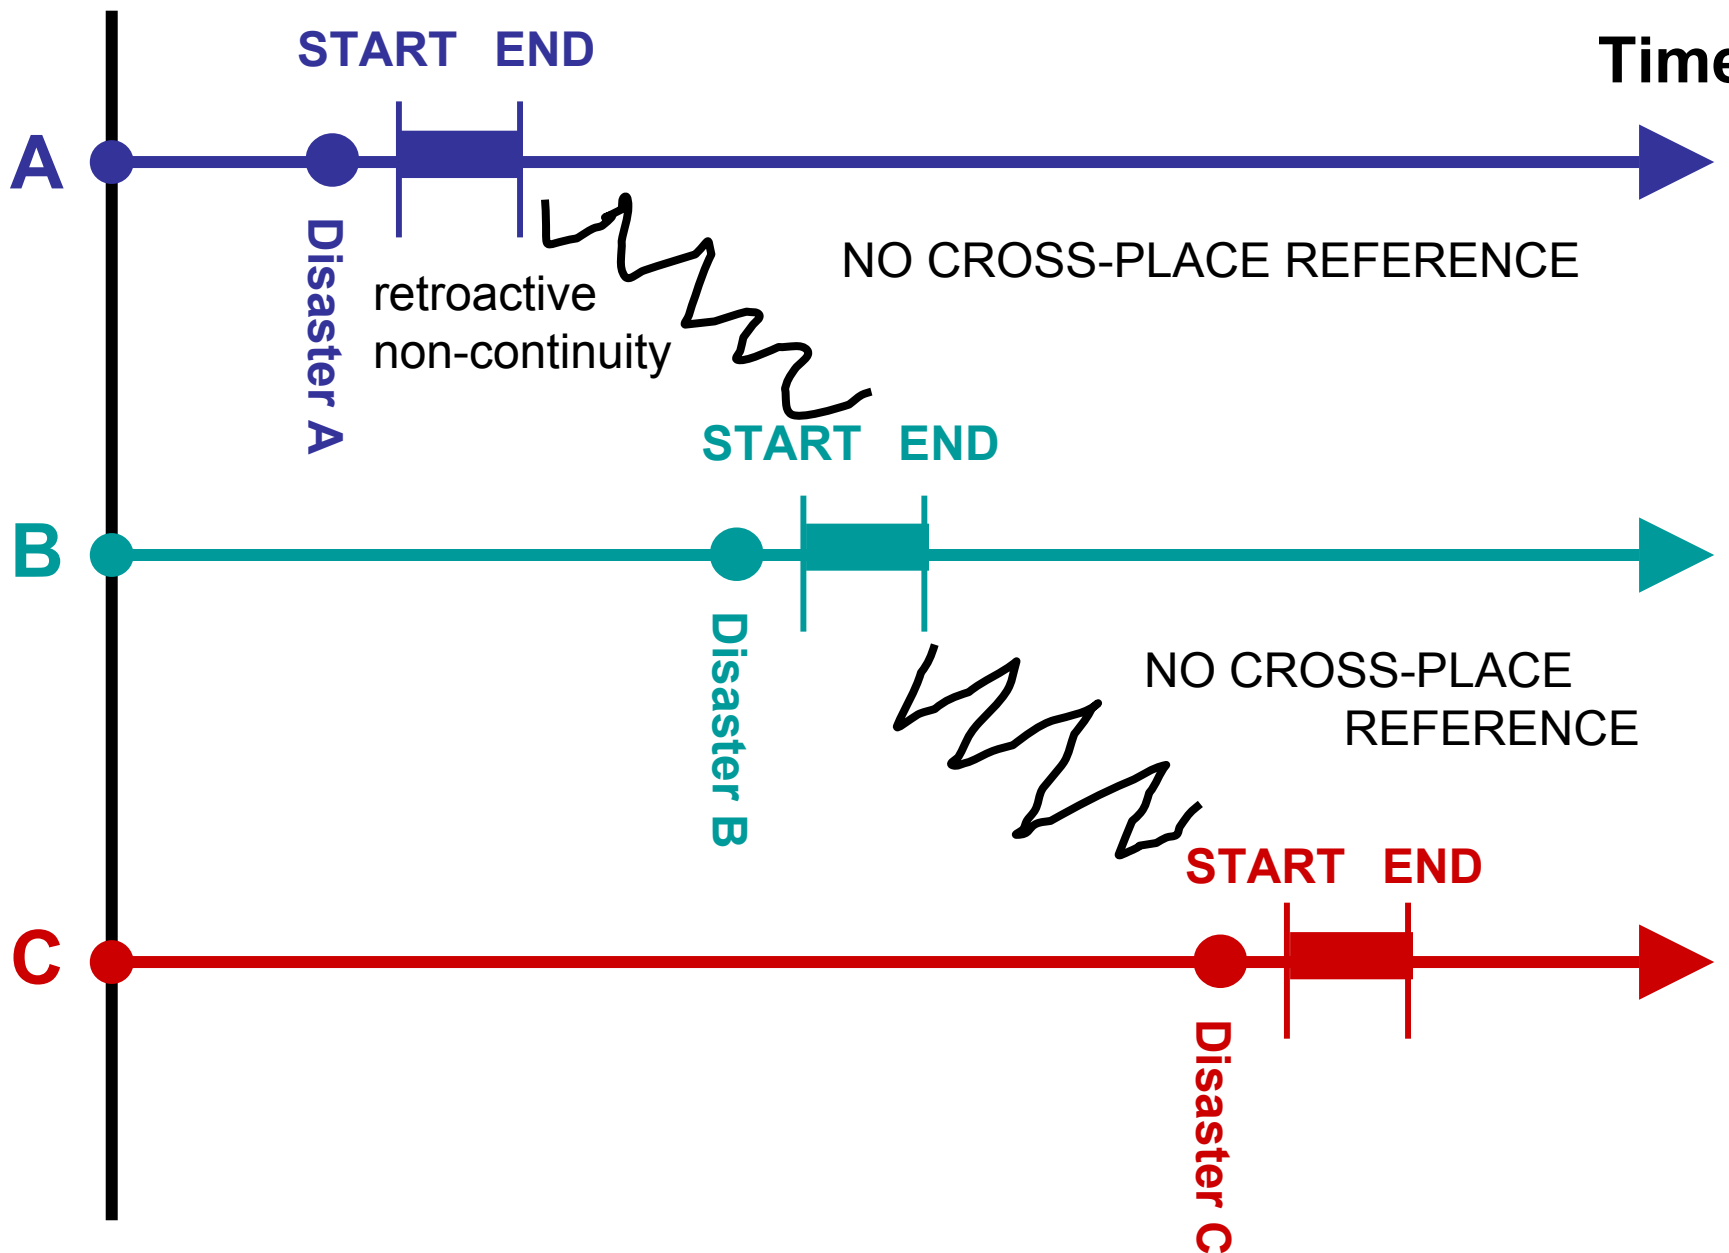 START END
Time
A
Disaster A
NO CROSS-PLACE REFERENCE
retroactive
non-continuity
START END
B
Disaster B
NO CROSS-PLACE
REFERENCE
START END
C
Disaster C